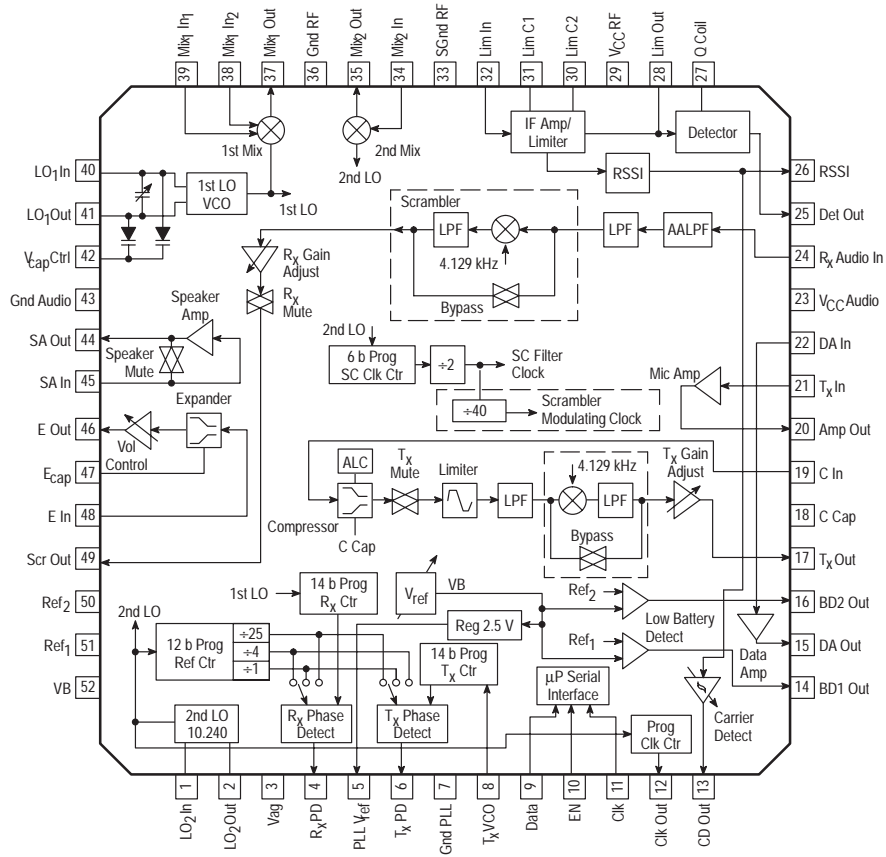 Mix1 In1
Mix1 In2
Mix1 Out
Gnd RF
Mix2 Out
Mix2 In
SGnd RF
Lim In
Lim C1
Lim C2
VCC RF
Lim Out
Q Coil
39
38
37
36
35
34
33
32
31
30
29
28
27
1st Mix
2nd Mix
2nd LO
IF Amp/
Limiter
Detector
RSSI
LO1 In
40
LO1 Out
41
Vcap Ctrl
42
Gnd Audio
43
SA Out
44
SA In
45
E Out
46
Ecap
47
E In
48
Scr Out
49
Ref2
50
Ref1
51
VB
52
1st LO
VCO
1st LO
Scrambler
LPF
4.129 kHz
Bypass
LPF
AALPF
Rx Gain
Adjust
Rx
Mute
Speaker
Amp
Speaker
Mute
Expander
Vol
Control
2nd LO
6 b Prog
SC Clk Ctr
÷2
SC Filter
Clock
÷40
Scrambler
Modulating Clock
Mic Amp
26
RSSI
25
Det Out
24
Rx Audio In
23
VCC Audio
22
DA In
21
Tx In
20
Amp Out
19
C In
18
C Cap
17
Tx Out
16
BD2 Out
15
DA Out
14
BD1 Out
ALC
Compressor
C Cap
Tx
Mute
Limiter
LPF
4.129 kHz
LPF
Bypass
Tx Gain
Adjust
1st LO
14 b Prog
Rx Ctr
Vref
VB
Reg 2.5 V
Ref2
Ref1
Low Battery
Detect
Data
Amp
2nd LO
12 b Prog
Ref Ctr
÷25
÷4
÷1
14 b Prog
Tx Ctr
µP Serial
Interface
Carrier
Detect
2nd LO
10.240
Rx Phase
Detect
Tx Phase
Detect
Prog
Clk Ctr
1
2
3
4
5
6
7
8
9
10
11
12
13
LO2 In
LO2 Out
Vag
Rx PD
PLL Vref
Tx PD
Gnd PLL
Tx VCO
Data
EN
Clk
Clk Out
CD Out